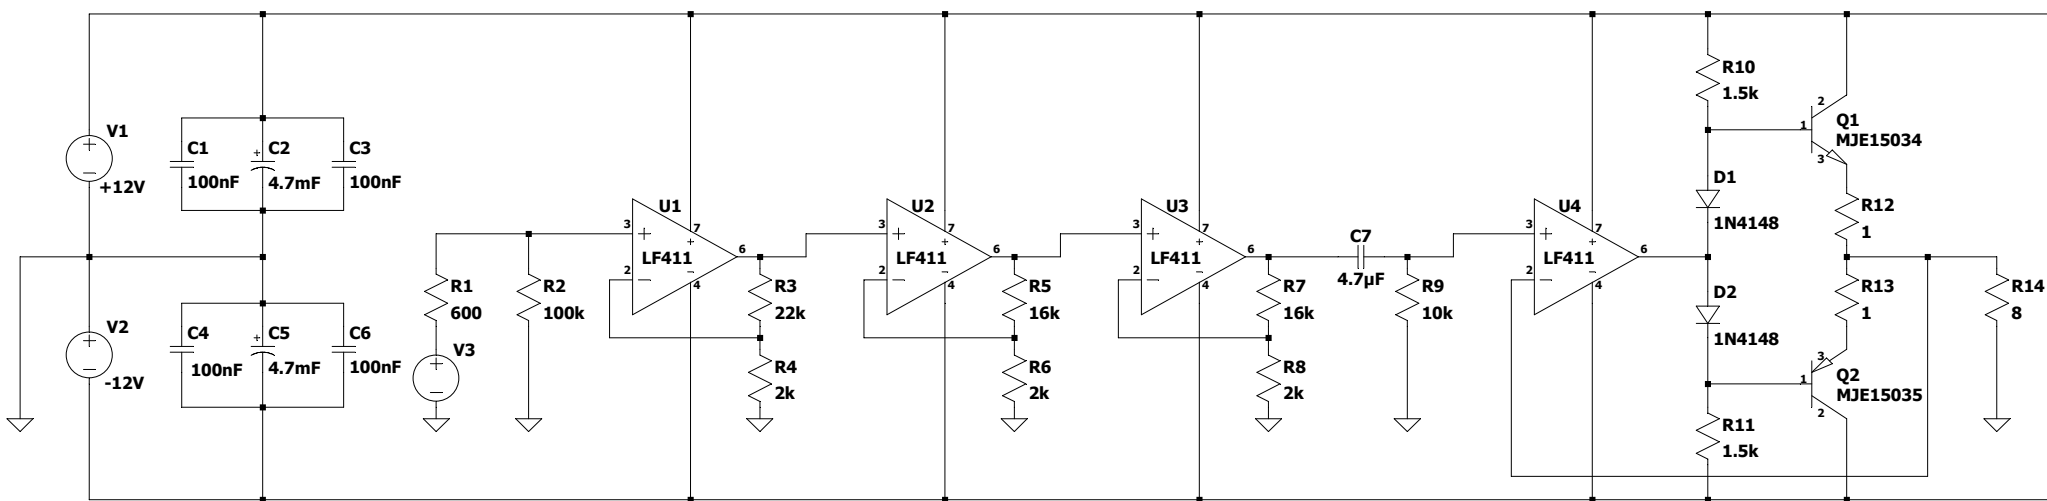 V1
+12V
C1
100nF
C2
4.7mF
C3
100nF
V2
-12V
C4
100nF
C5
4.7mF
C6
100nF
R1
600
V3
R2
100k
U1
LF411
3
2
7
4
6
R3
22k
R4
2k
U2
LF411
3
2
7
4
6
R5
16k
R6
2k
U3
LF411
3
2
7
4
6
R7
16k
R8
2k
C7
4.7µF
R9
10k
U4
LF411
3
2
7
4
6
R10
1.5k
D1
1N4148
D2
1N4148
R11
1.5k
2
1
3
Q1
MJE15034
R12
1
R13
1
3
1
2
Q2
MJE15035
R14
8